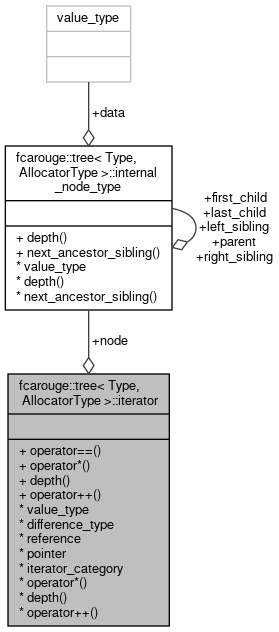 value_type
+data
fcarouge::tree< Type,
AllocatorType >::internal
_node_type
+ depth()
+ next_ancestor_sibling()
* value_type
* depth()
* next_ancestor_sibling()
+first_child
+last_child
+left_sibling
+parent
+right_sibling
+node
fcarouge::tree< Type,
AllocatorType >::iterator
+ operator==()
+ operator*()
+ depth()
+ operator++()
* value_type
* difference_type
* reference
* pointer
* iterator_category
* operator*()
* depth()
* operator++()